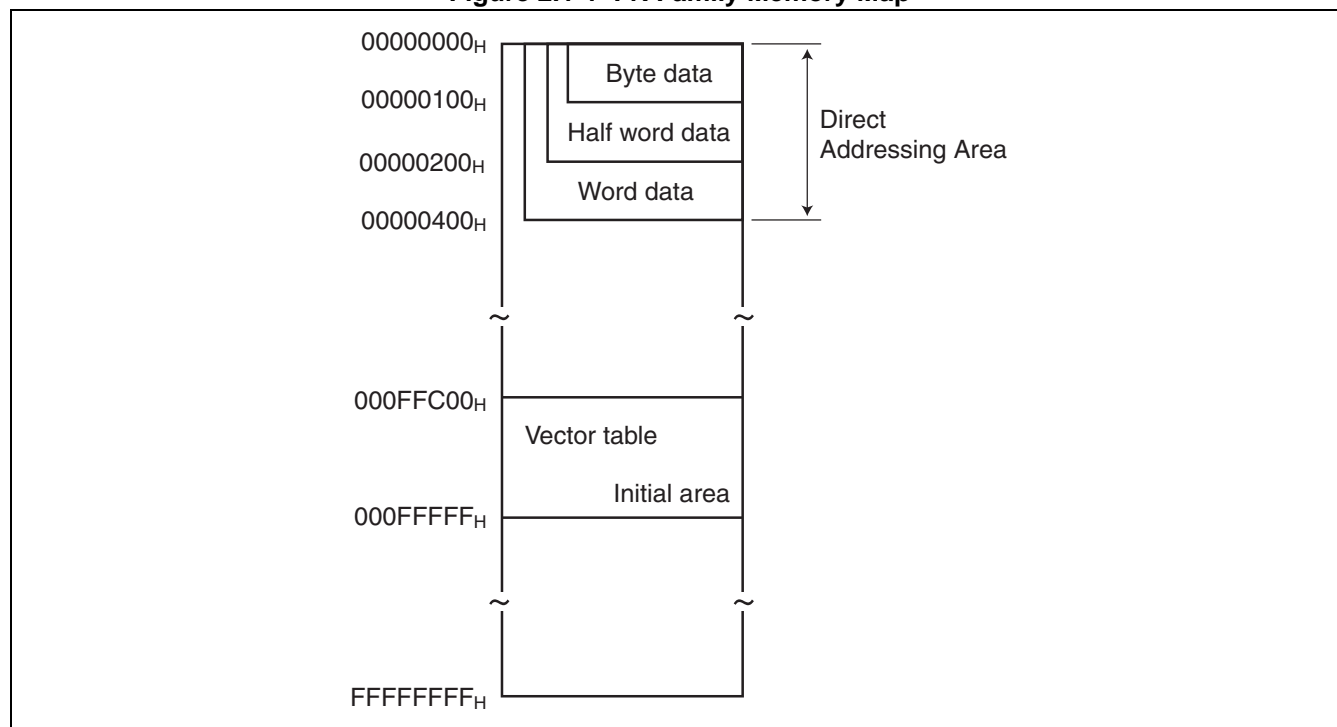 00000000H
Byte data
00000100H
Half word data
Direct
Addressing Area
00000200H
Word data
00000400H
~ ~
000FFC00H
Vector table
Initial area
000FFFFFH
~ ~
FFFFFFFFH